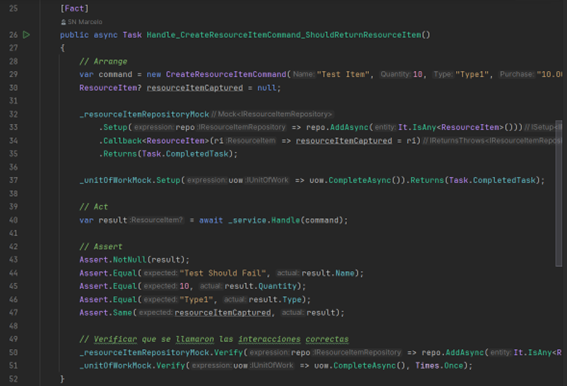 25 [Fact]
SN Marcelo
26 public async Task Handle_CreateResourceItemCommand_ShouldReturnResourceItem()
27 {
28 // Arrange
29 var command = new CreateResourceItemCommand( Name: "Test Item", Quantity: 10, Type: "Type1", Purchase: "10.00
30 ResourceItem? resourceItemCaptured = null;
31
32 _resourceItemRepositoryMock // Mock<IResourceItemRepository>
33 .Setup( expression: repo :IResourceItemRepository => repo.AddAsync( entity: It.IsAny<ResourceItem>())) // ISetup<I
34 .Callback<ResourceItem>(ri :ResourceItem => resourceItemCaptured = ri) // IReturnsThrows<IResourceItemReposi
35 .Returns(Task.CompletedTask);
36
37 _unitOfWorkMock.Setup( expression: uow :IUnitOfWork => uow.CompleteAsync()).Returns(Task.CompletedTask);
38
39 // Act
40 var result :ResourceItem? = await _service.Handle(command);
41
42 // Assert
43 Assert.NotNull(result);
44 Assert.Equal( expected: "Test Should Fail", actual: result.Name);
45 Assert.Equal( expected: 10, actual: result.Quantity);
46 Assert.Equal( expected: "Type1", actual: result.Type);
47 Assert.Same( expected: resourceItemCaptured, actual: result);
48
49 // Verificar que se llamaron las interacciones correctas
50 _resourceItemRepositoryMock.Verify( expression: repo :IResourceItemRepository => repo.AddAsync( entity: It.IsAny<R
51 _unitOfWorkMock.Verify( expression: uow :IUnitOfWork => uow.CompleteAsync(), Times.Once);
52 }